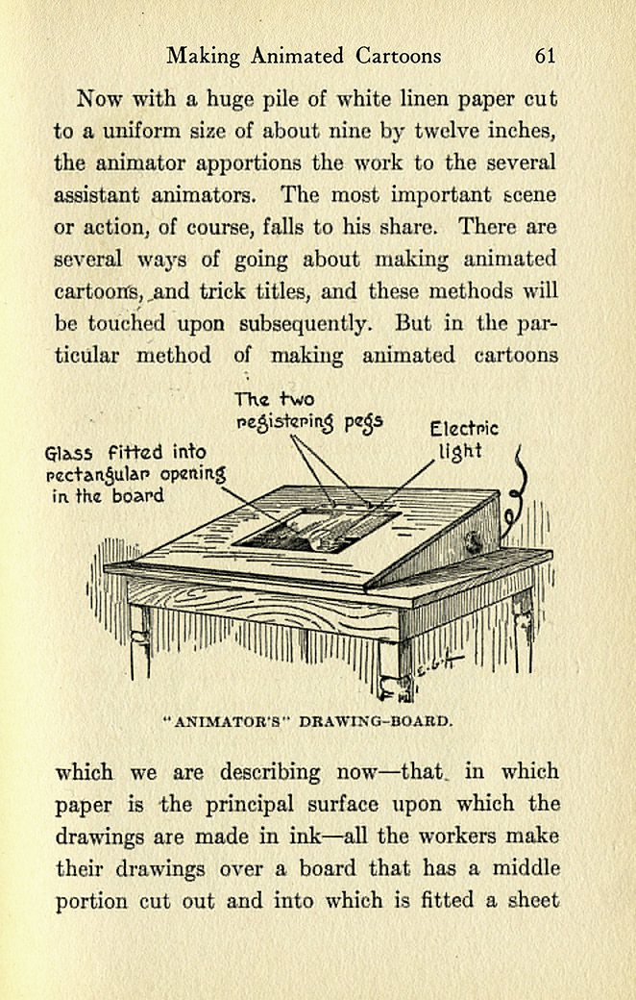 Making Animated Cartoons 61
Now with a huge pile of white linen paper cut
to a uniform size of about nine by twelve inches,
the animator apportions the work to the several
assistant animators. The most important scene
or action, of course, falls to his share. There are
several ways of going about making animated
cartoons, and trick titles, and these methods will
be touched upon subsequently. But in the par-
ticular method of making animated cartoons
The two
registering pegs
Electric
light
Glass fitted into
rectangular opening
in the board
E.G.L
"ANIMATOR'S" DRAWING-BOARD.
which we are describing now—that in which
paper is the principal surface upon which the
drawings are made in ink—all the workers make
their drawings over a board that has a middle
portion cut out and into which is fitted a sheet